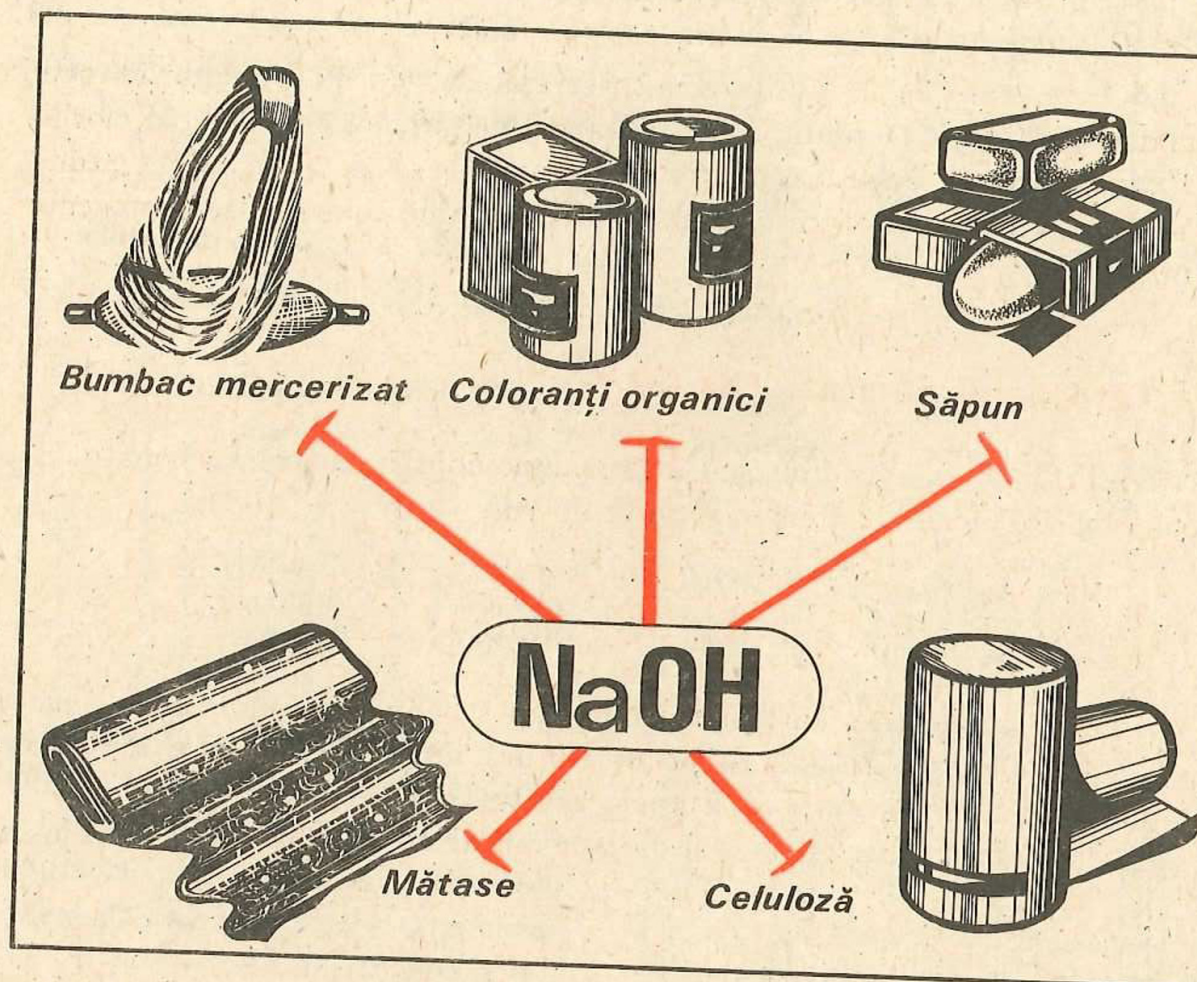 Bumbac mercerizat
Coloranți organici
Săpun
NaOH
Mătase
Celuloză